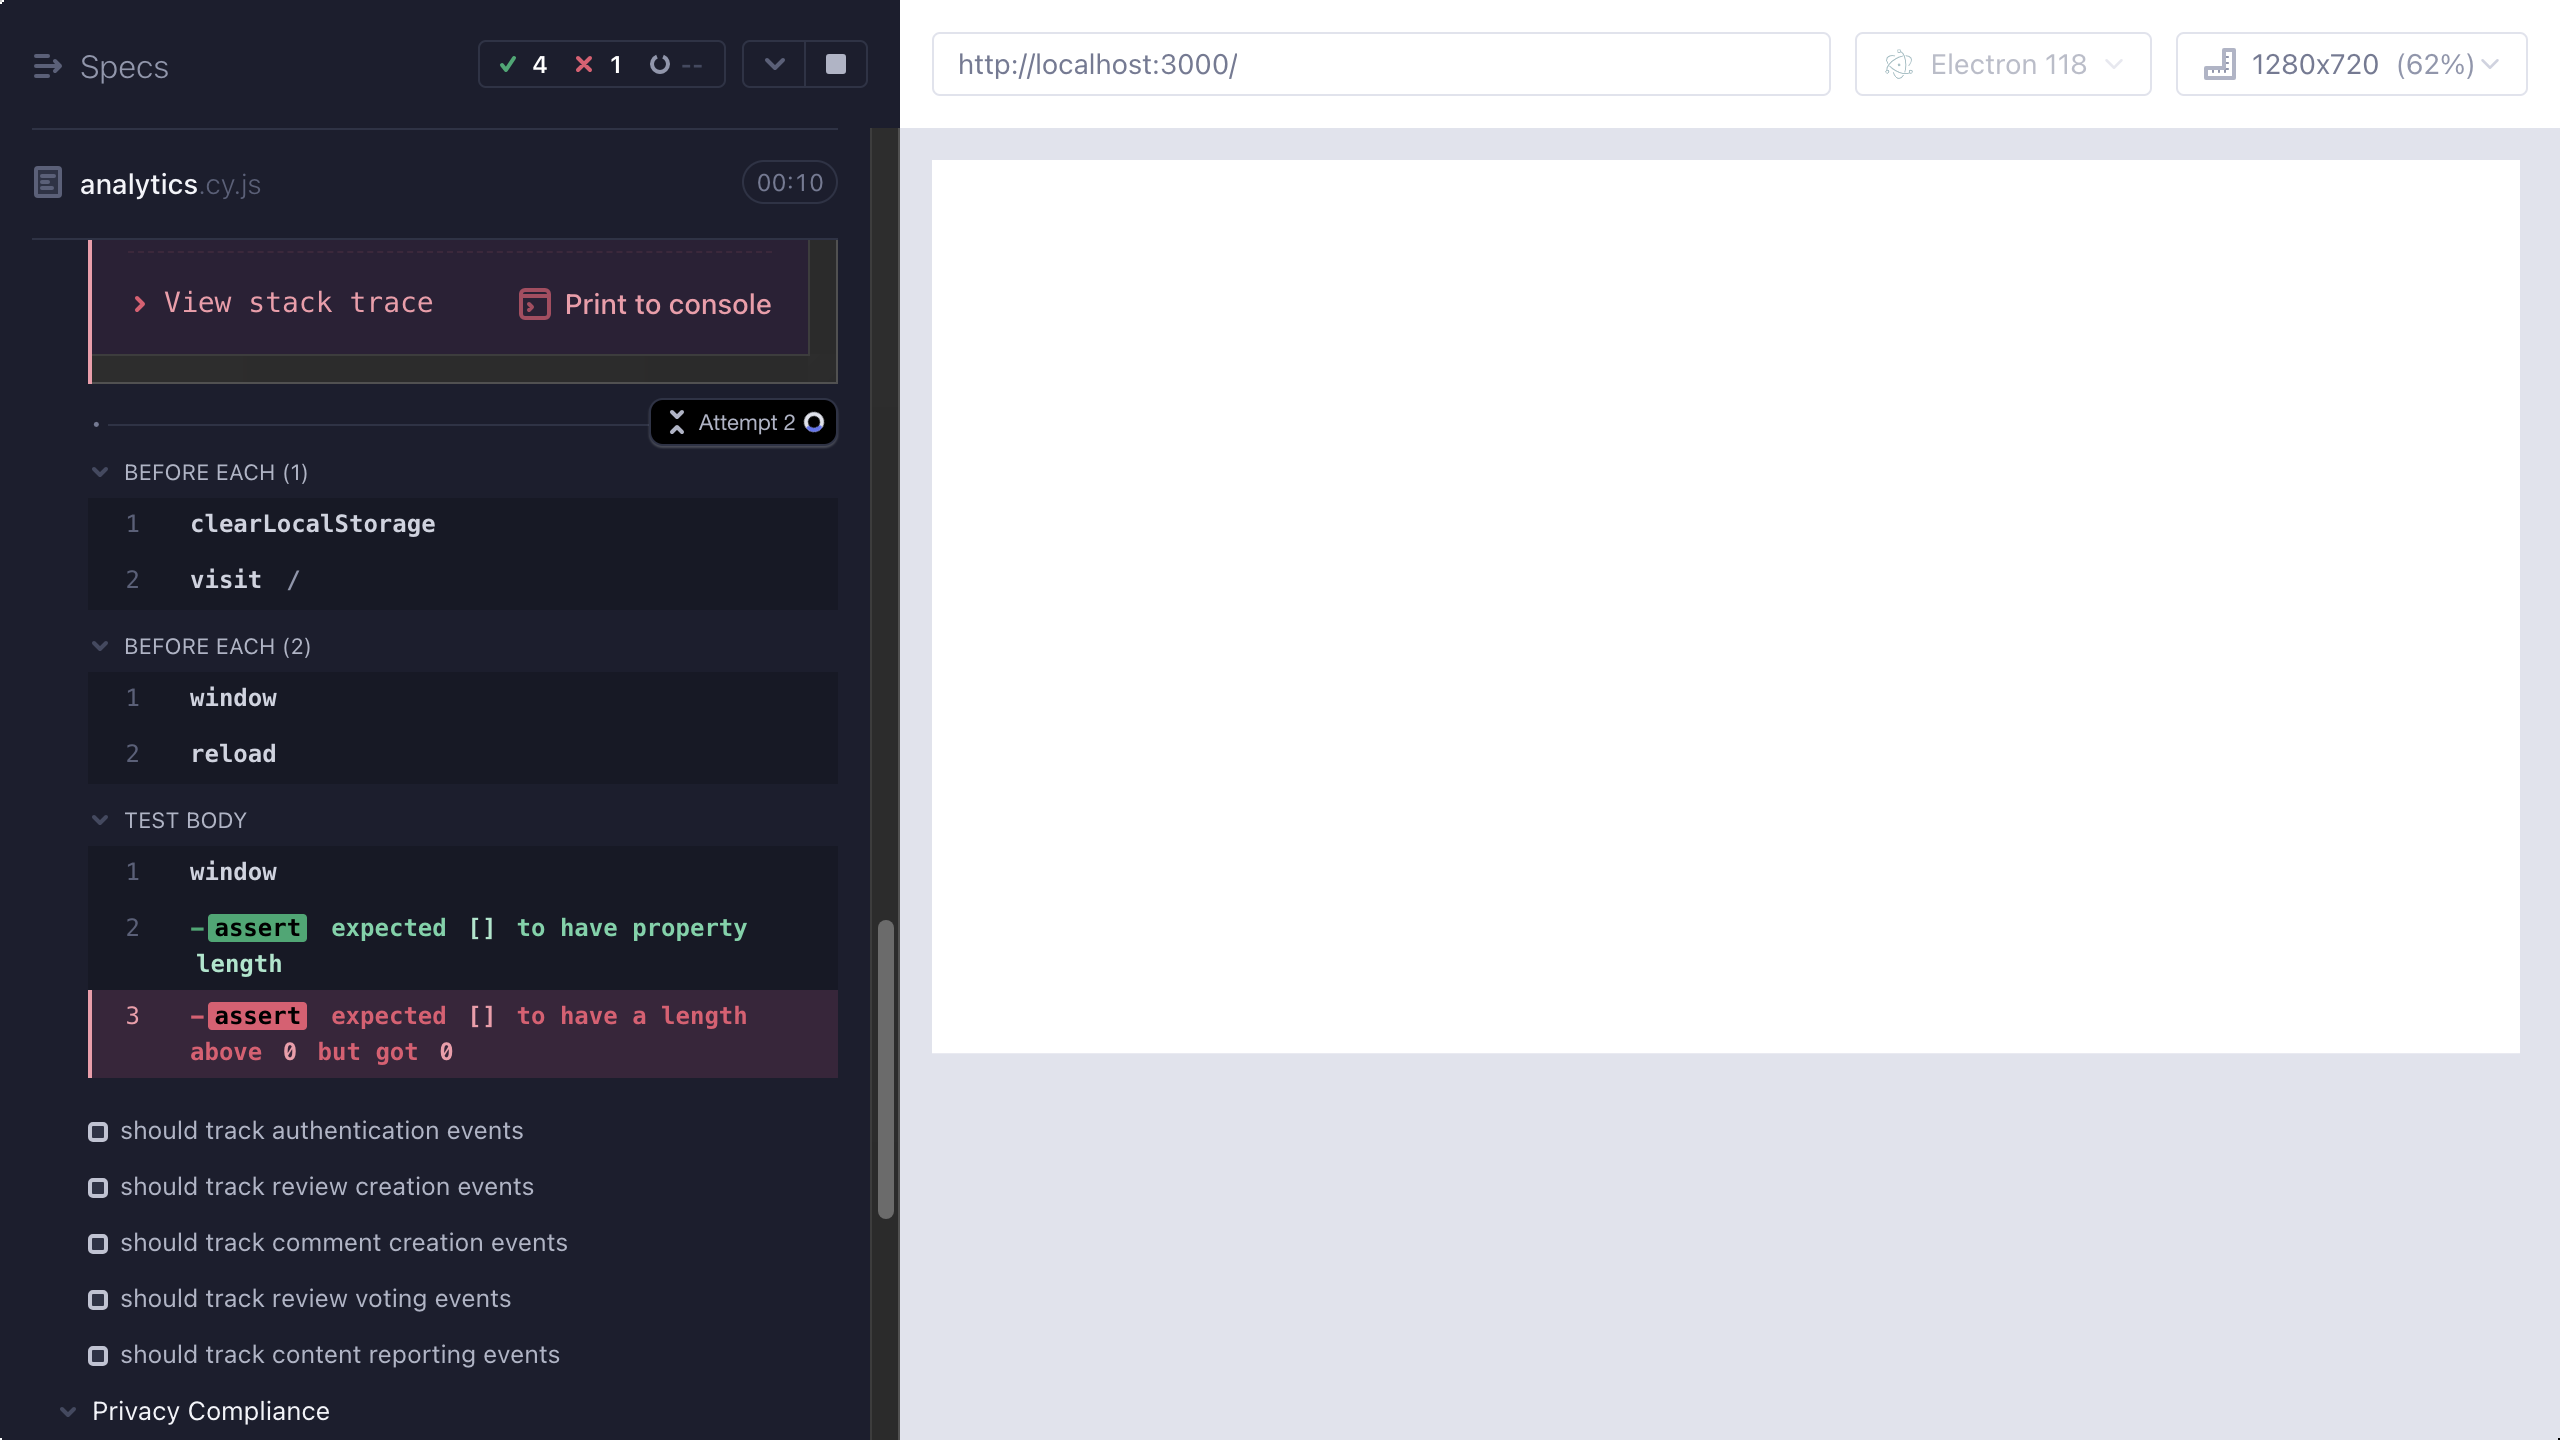 Specs
4 1 --
http://localhost:3000/
Electron 118
1280x720 (62%)
analytics.cy.js
00:10
View stack trace
Print to console
Attempt 2
BEFORE EACH (1)
1 clearLocalStorage
2 visit /
BEFORE EACH (2)
1 window
2 reload
TEST BODY
1 window
2 -assert expected [] to have property
length
3 -assert expected [] to have a length
above 0 but got 0
should track authentication events
should track review creation events
should track comment creation events
should track review voting events
should track content reporting events
Privacy Compliance